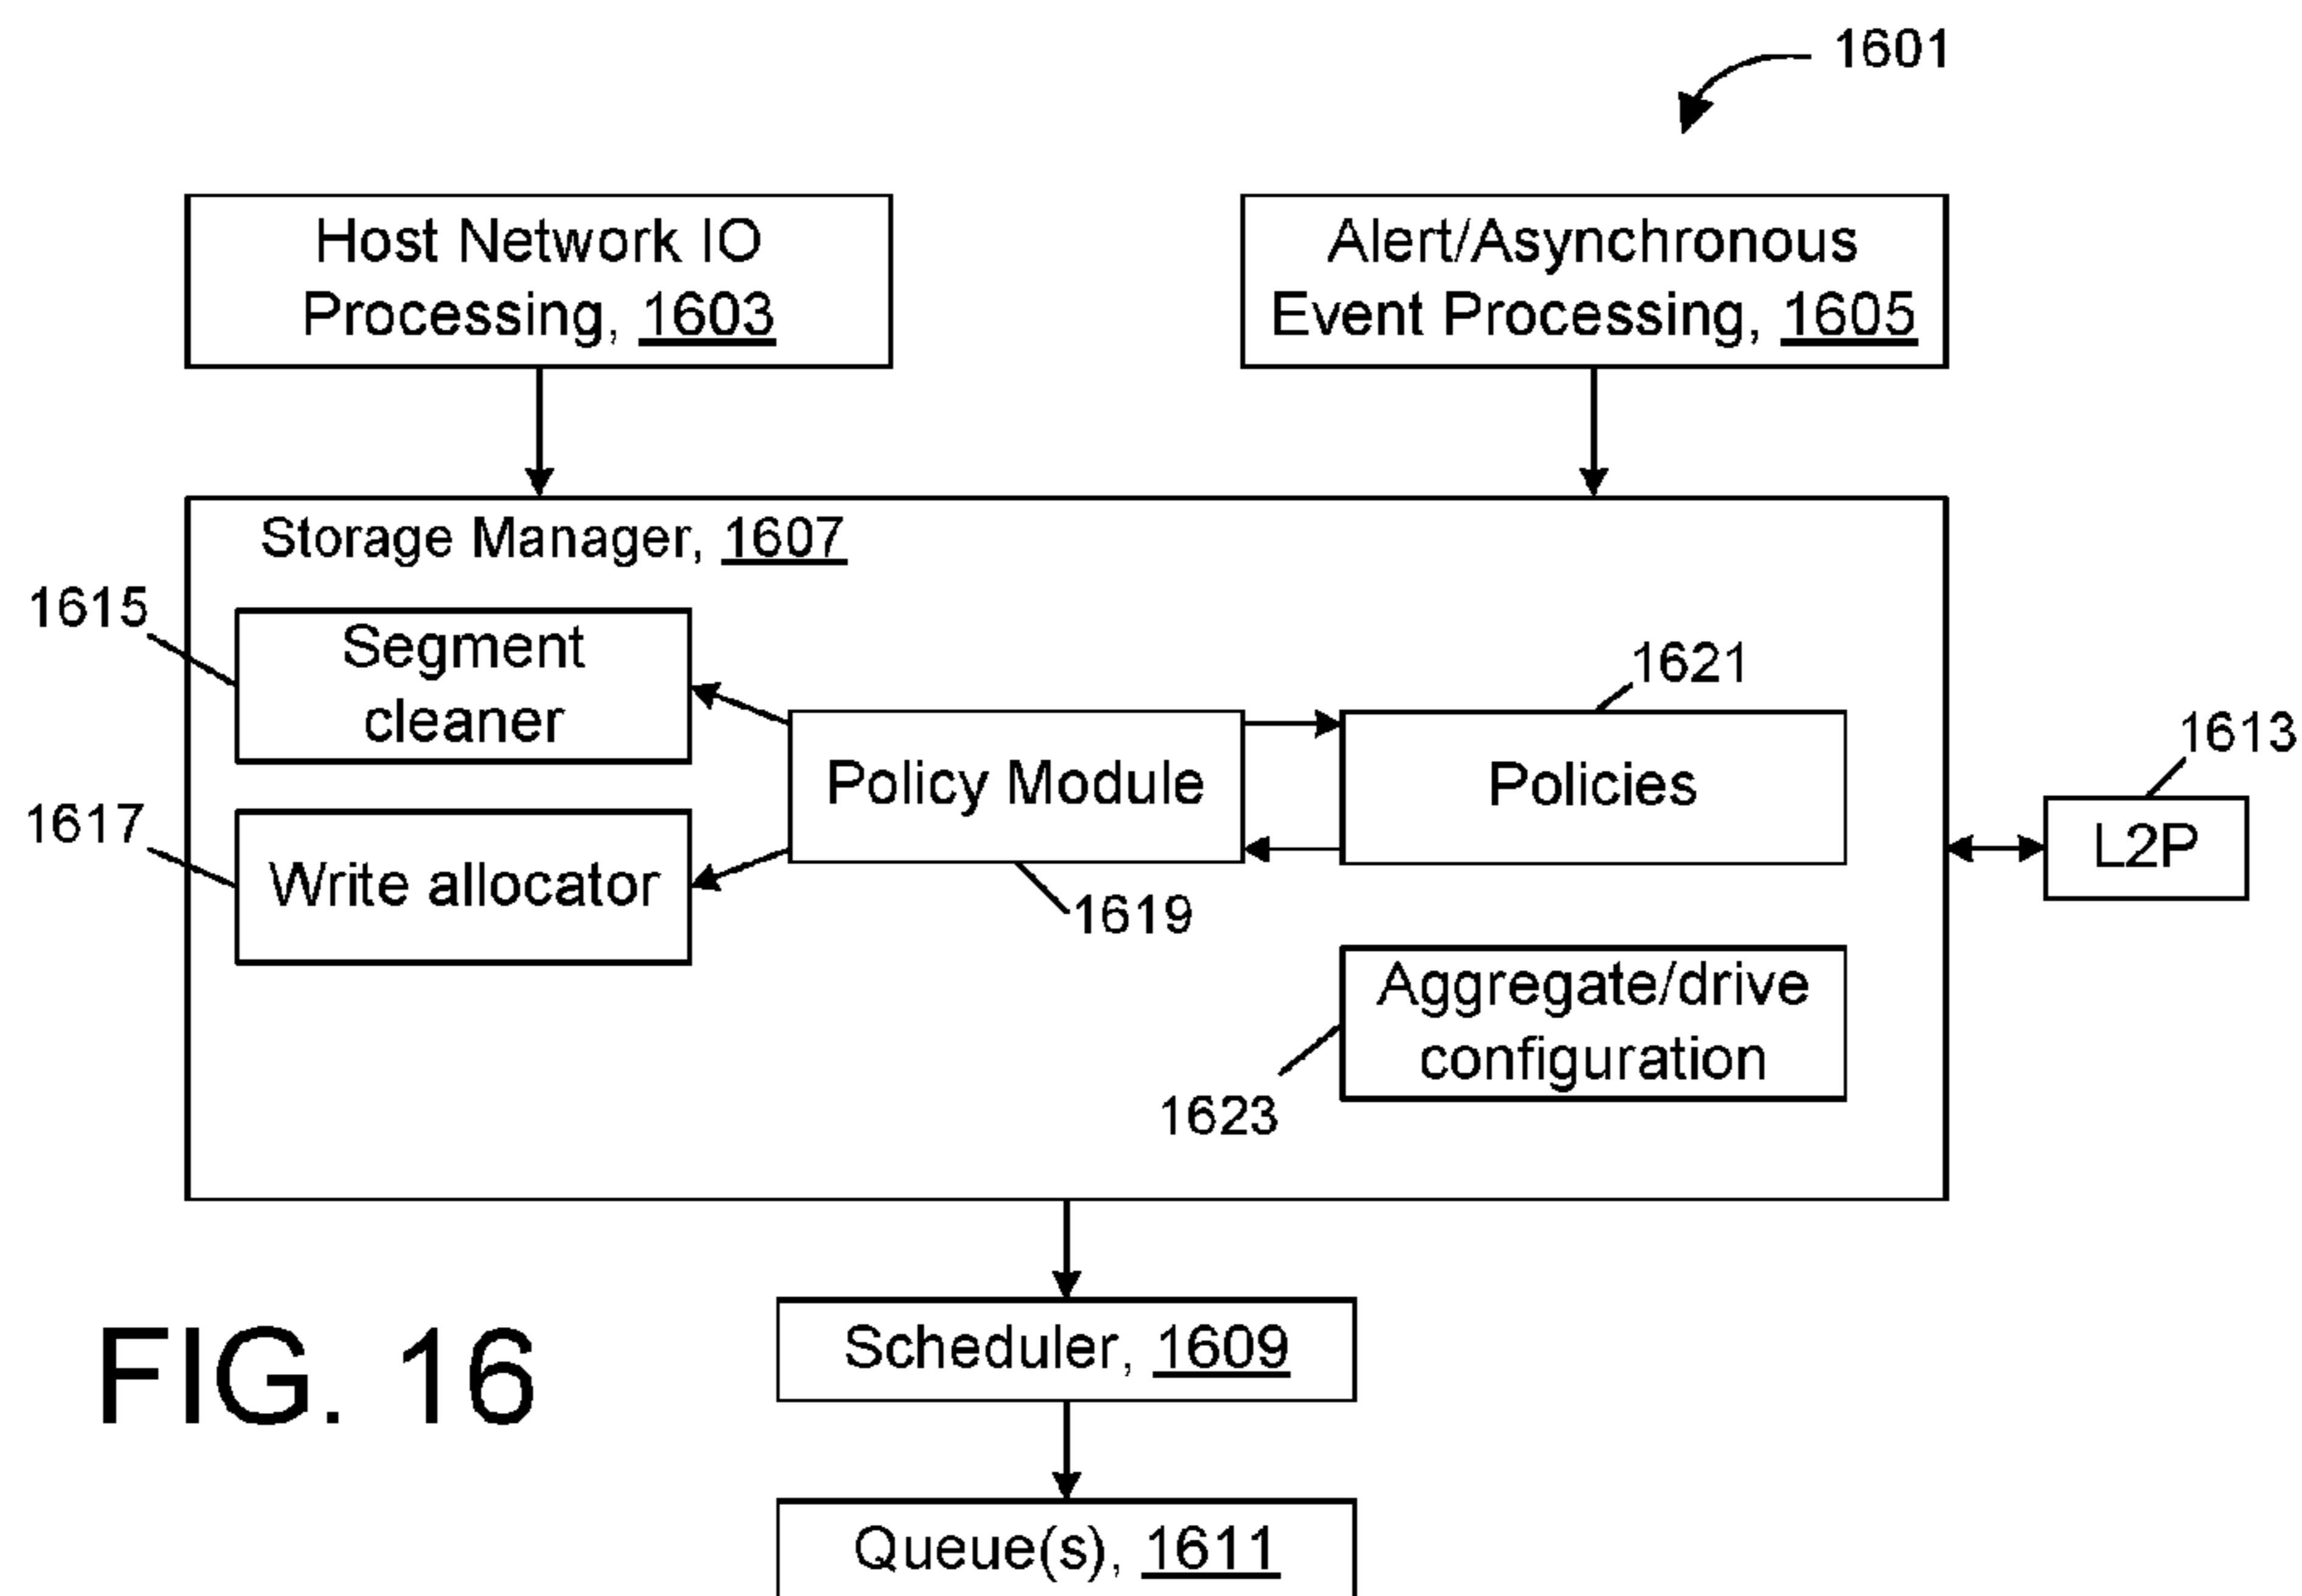 1601
Host Network IO
Processing, 1603
Alert/Asynchronous
Event Processing, 1605
Storage Manager, 1607
1615
Segment
cleaner
1621
1613
Policy Module
Policies
1617
L2P
Write allocator
1619
Aggregate/drive
configuration
1623
Scheduler, 1609
FIG. 16
Queue(s), 1611